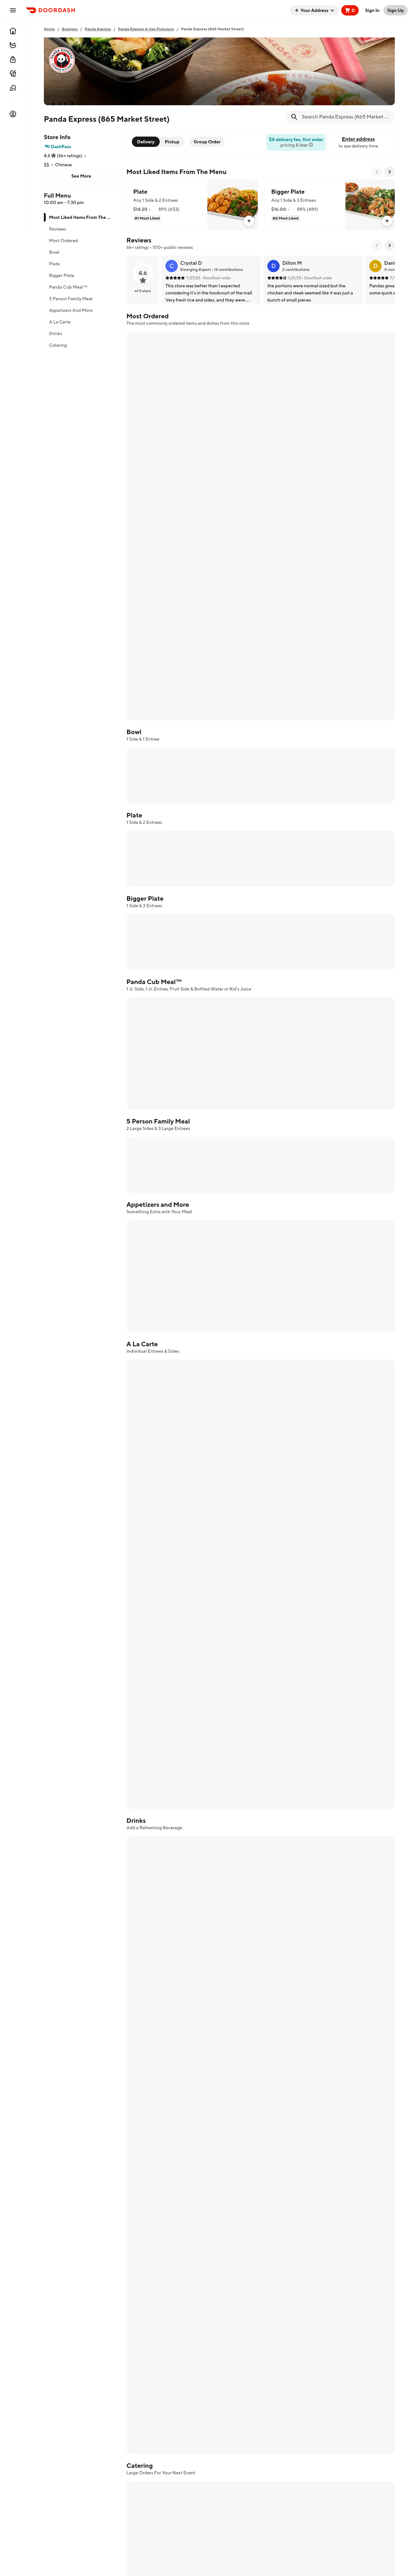 DOORDASH
Your Address
0
Sign In
Sign Up
Home / Business / Panda Express / Panda Express in San Francisco / Panda Express (865 Market Street)
PANDA EXPRESS
Panda Express (865 Market Street)
Search Panda Express (865 Market ...
Store Info
DashPass
4.6 (6k+ ratings) •
$$ • Chinese
See More
Full Menu
10:00 am - 7:30 pm
Most Liked Items From The ...
Reviews
Most Ordered
Bowl
Plate
Bigger Plate
Panda Cub Meal™
5 Person Family Meal
Appetizers And More
A La Carte
Drinks
Catering
Delivery
Pickup
Group Order
$0 delivery fee, first order
pricing & fees
Enter address
to see delivery time
Most Liked Items From The Menu
Plate
Any 1 Side & 2 Entrees
$14.20 • 89% (653)
#1 Most Liked
Bigger Plate
Any 1 Side & 3 Entrees
$16.00 • 88% (889)
#2 Most Liked
Reviews
6k+ ratings • 100+ public reviews
4.6
of 5 stars
C
Crystal D
Emerging Expert • 13 contributions
• DoorDash order
This store was better than I expected
considering it's in the foodcourt of the mall.
Very fresh rice and sides, and they were...
D
Dillon M
2 contributions
• DoorDash order
the portions were normal sized but the
chicken and steak seemed like it was just a
bunch of small pieces
D
Dani
Pandas grea
some quick a
Most Ordered
The most commonly ordered items and dishes from this store
Bowl
1 Side & 1 Entree
Plate
1 Side & 2 Entrees
Bigger Plate
1 Side & 3 Entrees
Panda Cub Meal™
1 Jr. Side, 1 Jr. Entree, Fruit Side & Bottled Water or Kid's Juice
5 Person Family Meal
2 Large Sides & 3 Large Entrees
Appetizers and More
Something Extra with Your Meal
A La Carte
Individual Entrees & Sides
Drinks
Add a Refreshing Beverage
Catering
Large Orders For Your Next Event